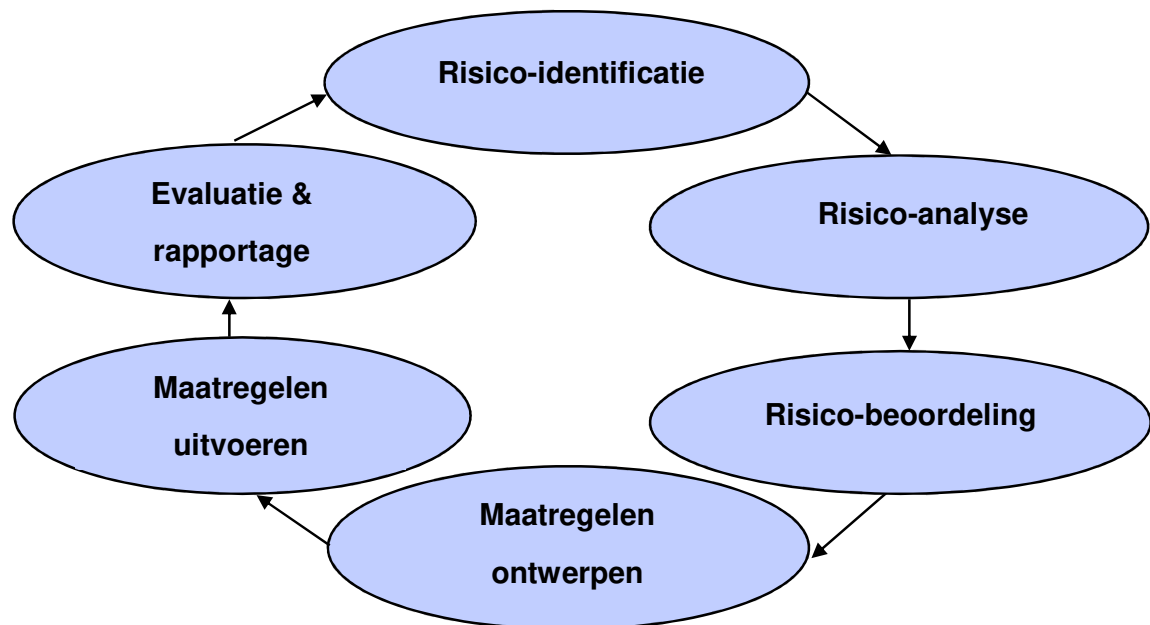 Risico-identificatie
Risico-analyse
Risico-beoordeling
Maatregelen
ontwerpen
Maatregelen
uitvoeren
Evaluatie &
rapportage